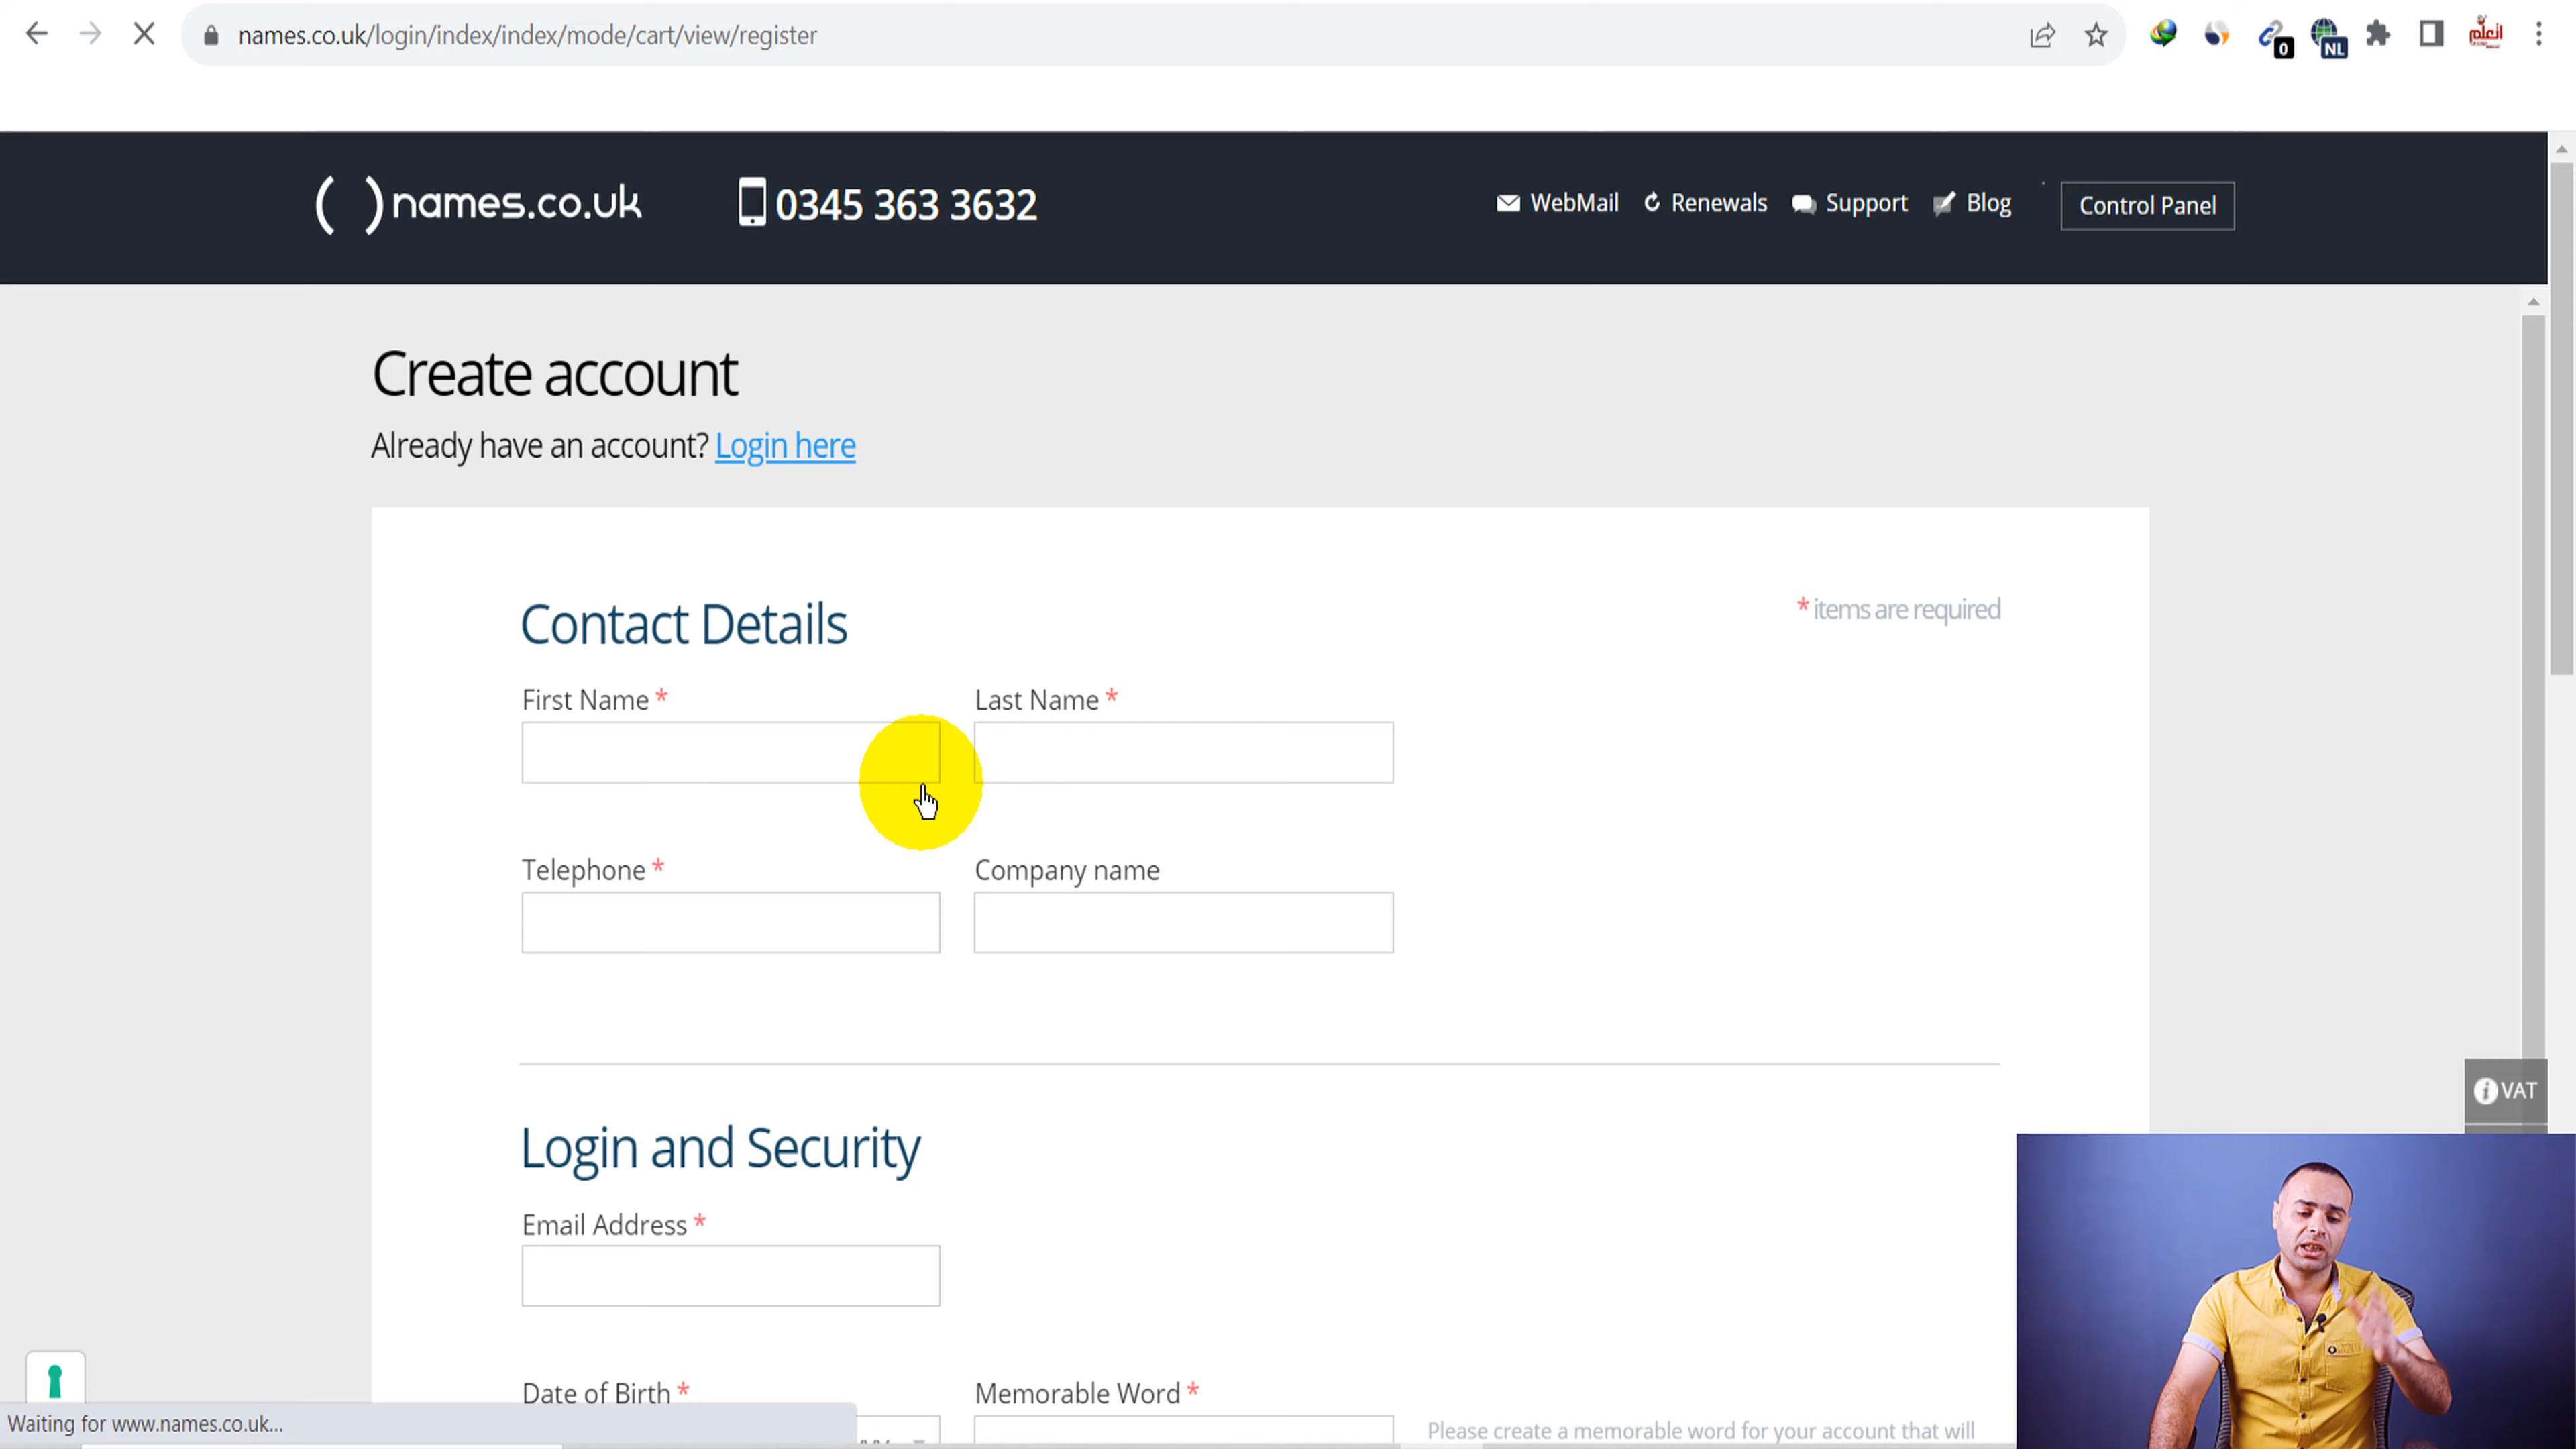 names.co.uk/login/index/index/mode/cart/view/register
0
NL
اتعلم
( ) names.co.uk
0345 363 3632
WebMail
Renewals
Support
Blog
Control Panel
Create account
Already have an account? Login here
Contact Details
* items are required
First Name *
Last Name *
Telephone *
Company name
VAT
Login and Security
Email Address *
Date of Birth *
Memorable Word *
Please create a memorable word for your account that will
Waiting for www.names.co.uk...